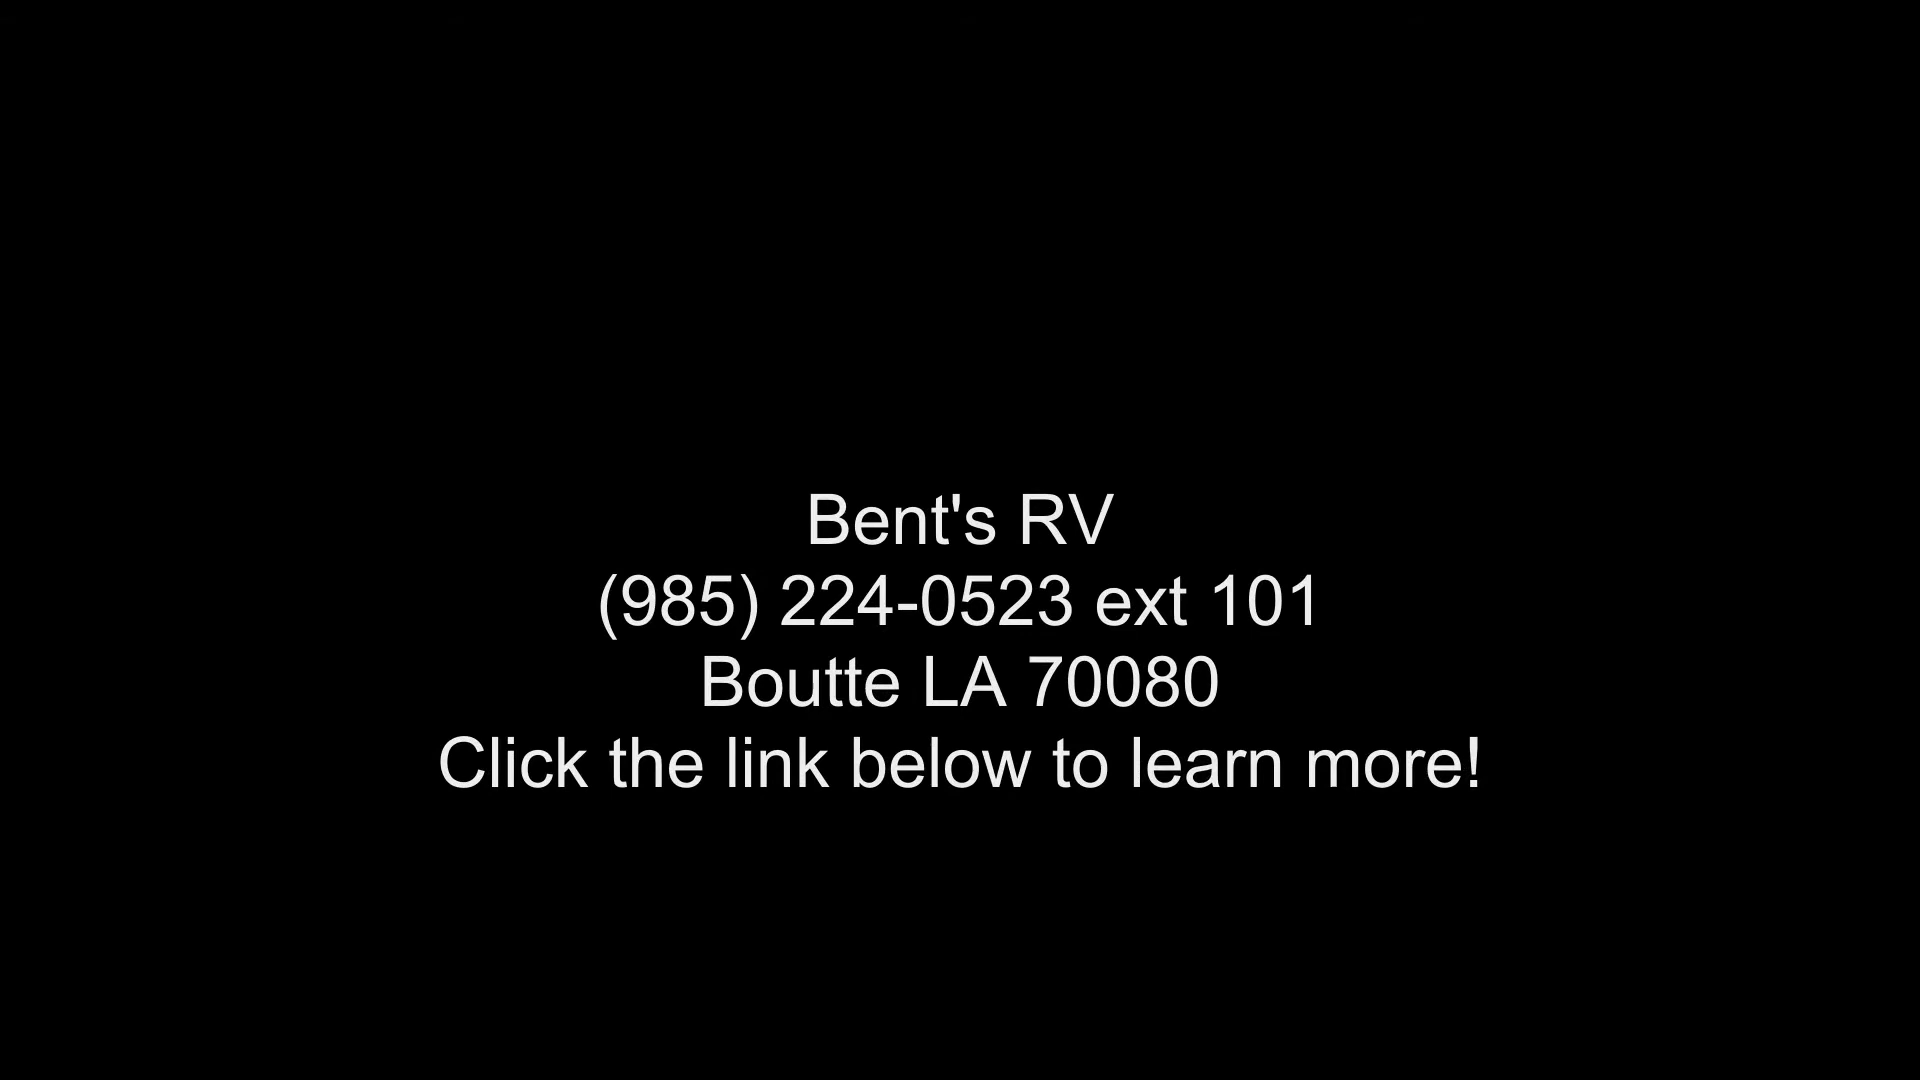 Bent's RV
(985) 224-0523 ext 101
Boutte LA 70080
Click the link below to learn more!